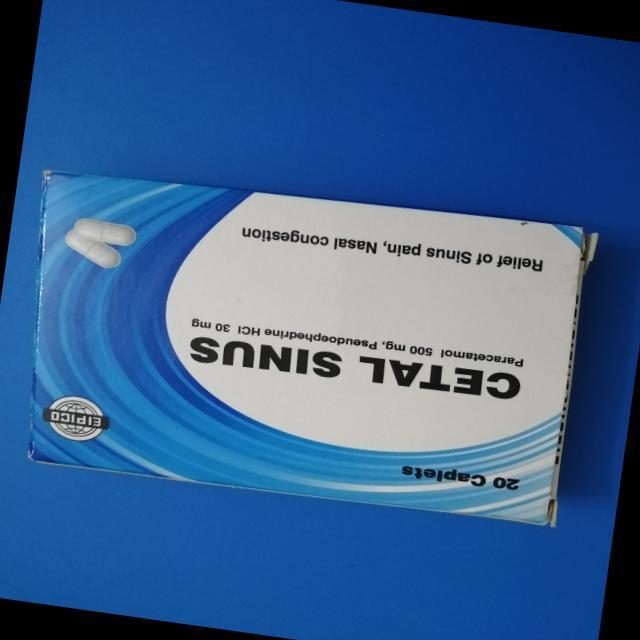 20 Caplets
CETAL SINUS
Paracetamol 500 mg, Pseudoephedrine HCl 30 mg
Relief of Sinus pain, Nasal congestion
EIPICO